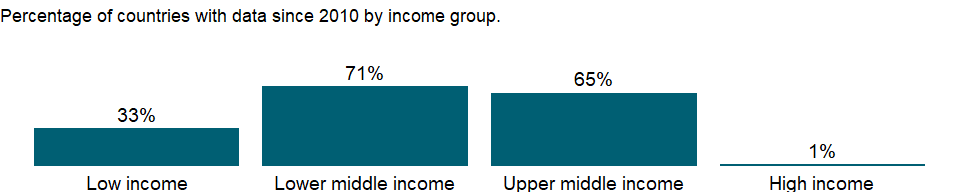 Percentage of countries with data since 2010 by income group.
71%
65%
33%
1%
Low income
Lower middle income
Upper middle income
High income